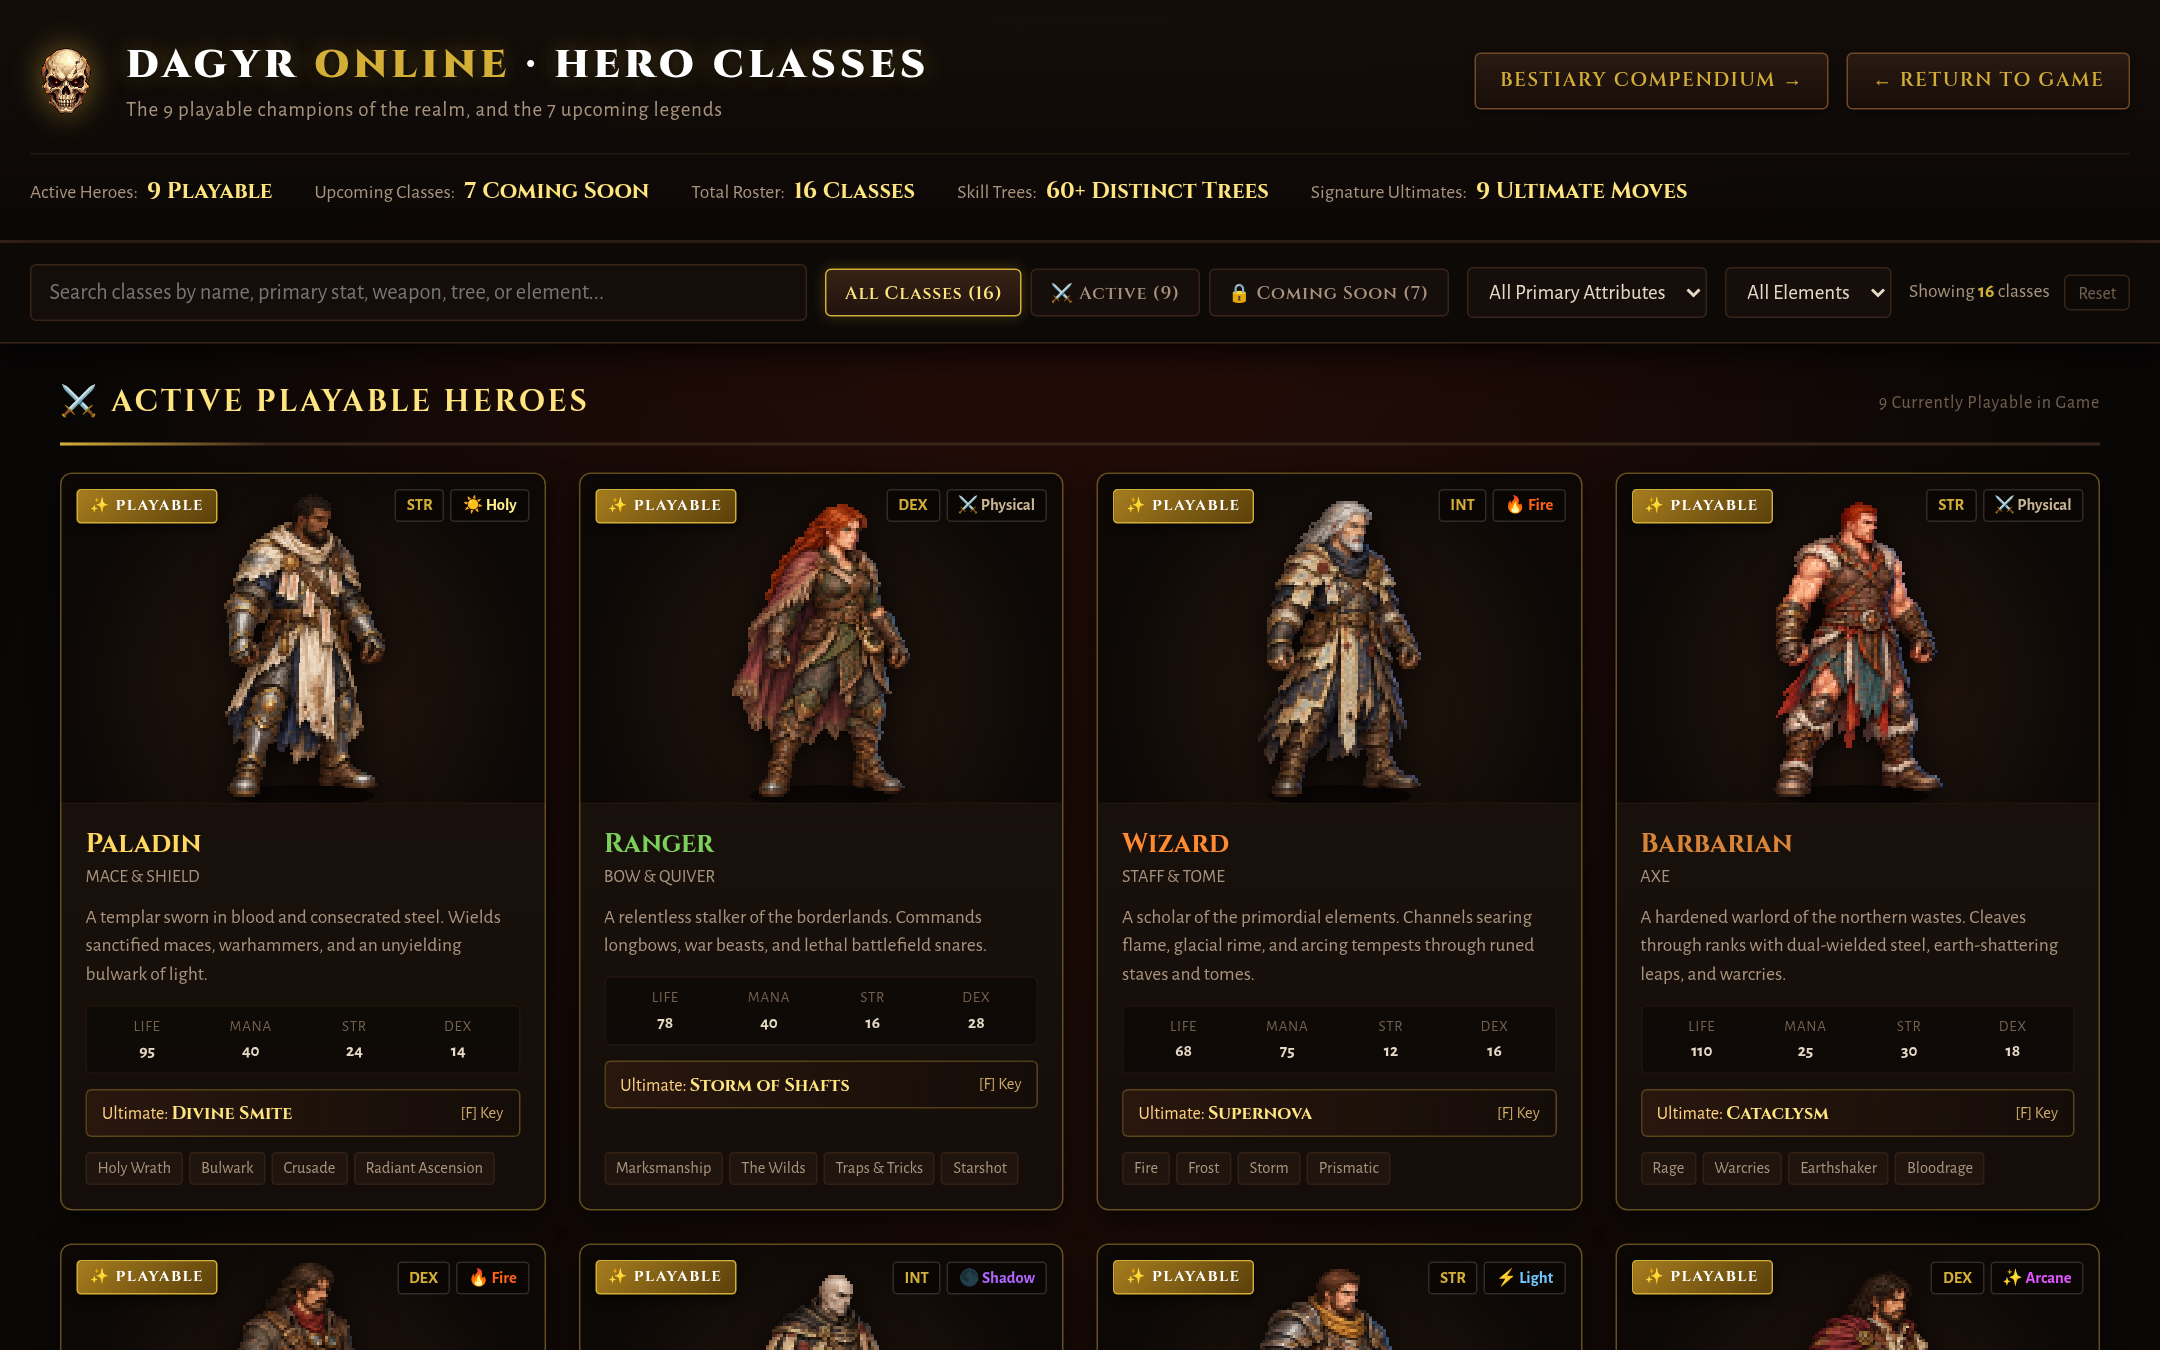 DAGYR ONLINE · HERO CLASSES
The 9 playable champions of the realm, and the 7 upcoming legends
BESTIARY COMPENDIUM →
← RETURN TO GAME
Active Heroes: 9 Playable
Upcoming Classes: 7 Coming Soon
Total Roster: 16 Classes
Skill Trees: 60+ Distinct Trees
Signature Ultimates: 9 Ultimate Moves
Search classes by name, primary stat, weapon, tree, or element...
All Classes (16)
⚔️ Active (9)
🔒 Coming Soon (7)
All Primary Attributes
All Elements
Showing 16 classes
Reset
⚔️ ACTIVE PLAYABLE HEROES
9 Currently Playable in Game
✨ PLAYABLE
STR
☀️ Holy
Paladin
MACE & SHIELD
A templar sworn in blood and consecrated steel. Wields
sanctified maces, warhammers, and an unyielding
bulwark of light.
LIFE MANA STR DEX
95 40 24 14
Ultimate: Divine Smite [F] Key
Holy Wrath Bulwark Crusade Radiant Ascension
✨ PLAYABLE
DEX
⚔️ Physical
Ranger
BOW & QUIVER
A relentless stalker of the borderlands. Commands
longbows, war beasts, and lethal battlefield snares.
LIFE MANA STR DEX
78 40 16 28
Ultimate: Storm of Shafts [F] Key
Marksmanship The Wilds Traps & Tricks Starshot
✨ PLAYABLE
INT
🔥 Fire
Wizard
STAFF & TOME
A scholar of the primordial elements. Channels searing
flame, glacial rime, and arcing tempests through runed
staves and tomes.
LIFE MANA STR DEX
68 75 12 16
Ultimate: Supernova [F] Key
Fire Frost Storm Prismatic
✨ PLAYABLE
STR
⚔️ Physical
Barbarian
AXE
A hardened warlord of the northern wastes. Cleaves
through ranks with dual-wielded steel, earth-shattering
leaps, and warcries.
LIFE MANA STR DEX
110 25 30 18
Ultimate: Cataclysm [F] Key
Rage Warcries Earthshaker Bloodrage
✨ PLAYABLE
DEX
🔥 Fire
✨ PLAYABLE
INT
🌑 Shadow
✨ PLAYABLE
STR
⚡ Light
✨ PLAYABLE
DEX
✨ Arcane